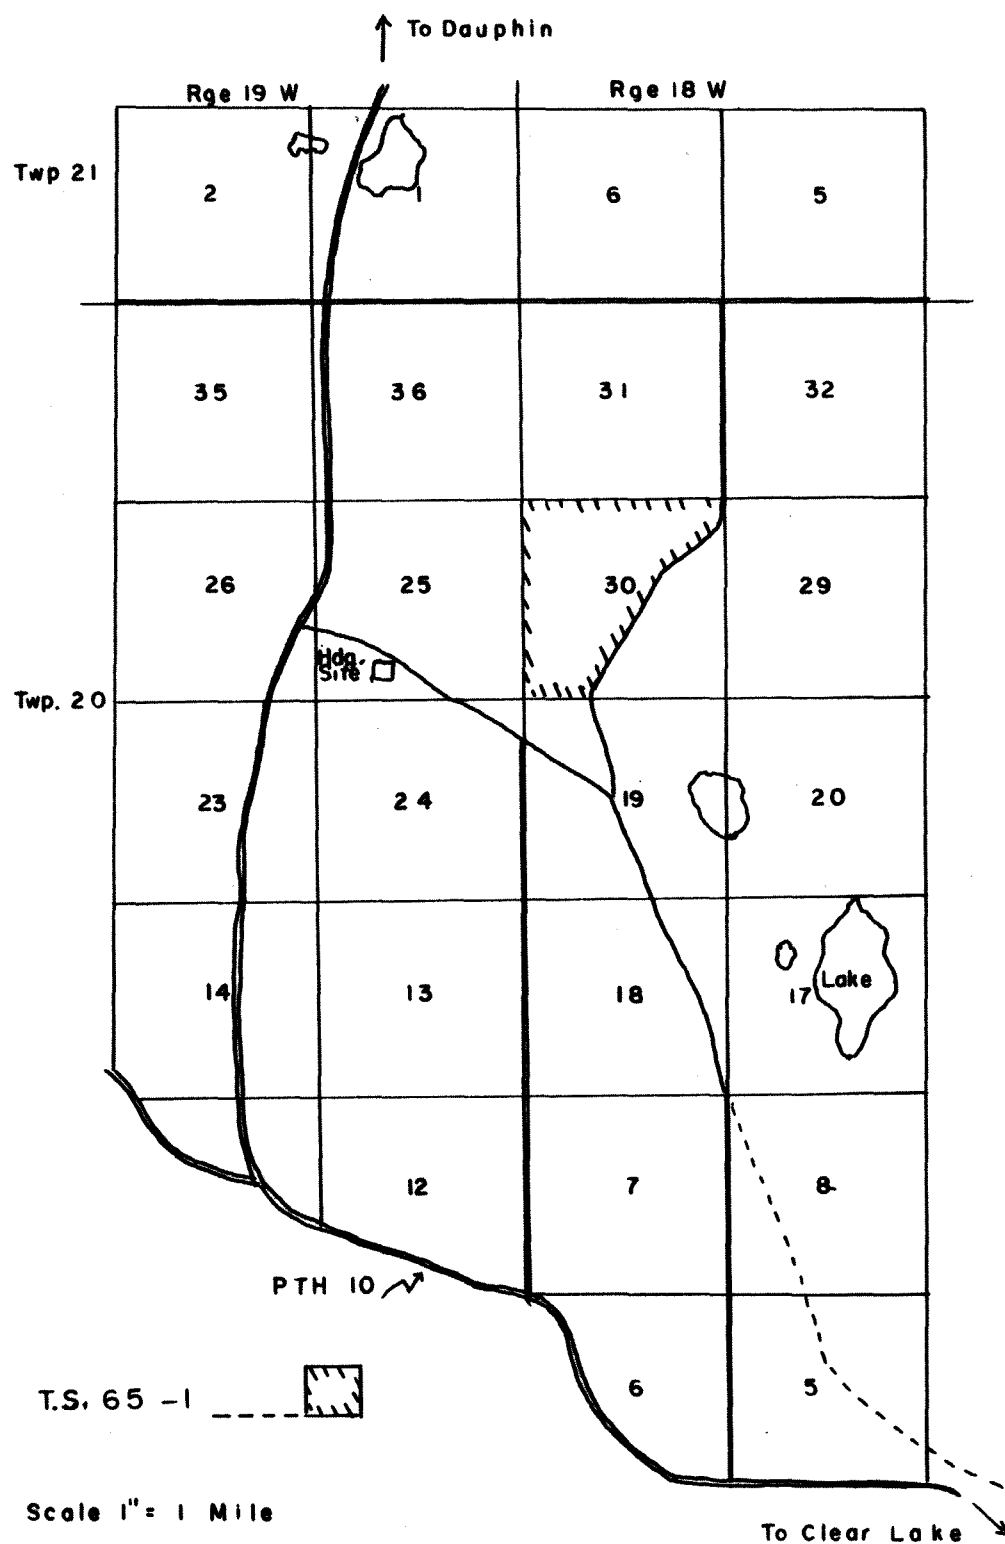 To Dauphin
Rge 19 W
Rge 18 W
Twp 21
2
1
6
5
35
36
31
32
26
25
30
29
Hdq.
Site
Twp. 20
23
24
19
20
14
13
18
17
Lake
12
7
8
PTH 10
T.S. 65-1
6
5
Scale 1" = 1 Mile
To Clear Lake